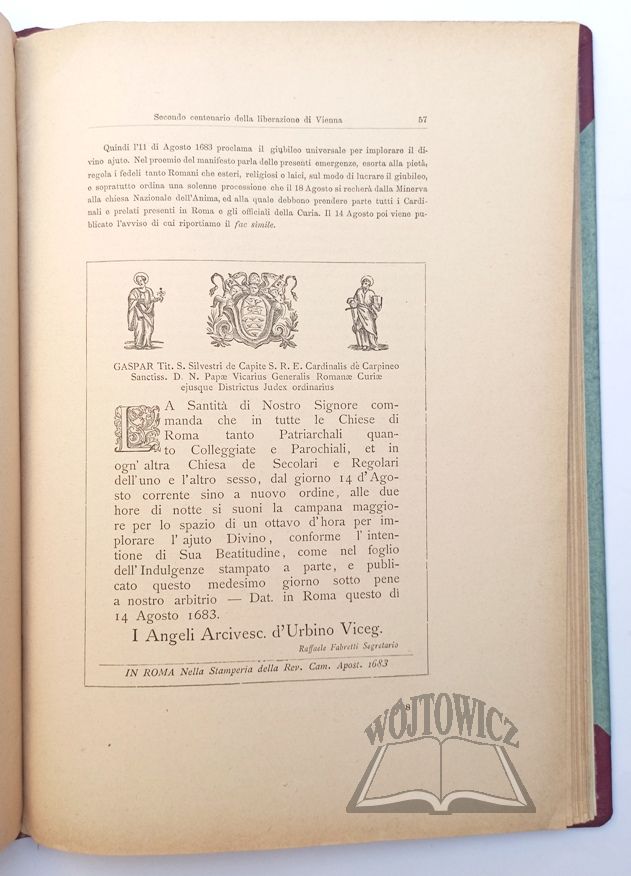 Secondo centenario della liberazione di Vienna 57
Quindi l'11 di Agosto 1683 proclama il giubileo universale per implorare il di-
vino ajuto. Nel proemio del manifesto parla delle presenti emergenze, esorta alla pietà,
regola i fedeli tanto Romani che esteri, religiosi o laici, sul modo di lucrare il giubileo,
e sopratutto ordina una solenne processione che il 18 Agosto si recherà dalla Minerva
alla chiesa Nazionale dell'Anima, ed alla quale debbono prendere parte tutti i Cardi-
nali e prelati presenti in Roma e gli officiali della Curia. Il 14 Agosto poi viene pu-
blicato l'avviso di cui riportiamo il fac simile.
GASPAR Tit. S. Silvestri de Capite S. R. E. Cardinalis dè Carpineo
Sanctiss. D. N. Papæ Vicarius Generalis Romanæ Curiæ
ejusque Districtus Judex ordinarius
LA Santità di Nostro Signore com-
manda che in tutte le Chiese di
Roma tanto Patriarchali quan-
to Colleggiate e Parochiali, et in
ogn' altra Chiesa de Secolari e Regolari
dell'uno e l'altro sesso, dal giorno 14 d'Ago-
sto corrente sino a nuovo ordine, alle due
hore di notte si suoni la campana maggio-
re per lo spazio di un ottavo d'hora per im-
plorare l'ajuto Divino, conforme l'inten-
tione di Sua Beatitudine, come nel foglio
dell'Indulgenze stampato a parte, e publi-
cato questo medesimo giorno sotto pene
a nostro arbitrio — Dat. in Roma questo dì
14 Agosto 1683.
I Angeli Arcivesc. d'Urbino Viceg.
Raffaele Fabretti Segretario
IN ROMA Nella Stamperia della Rev. Cam. Apost. 1683
8
WÓJTOWICZ